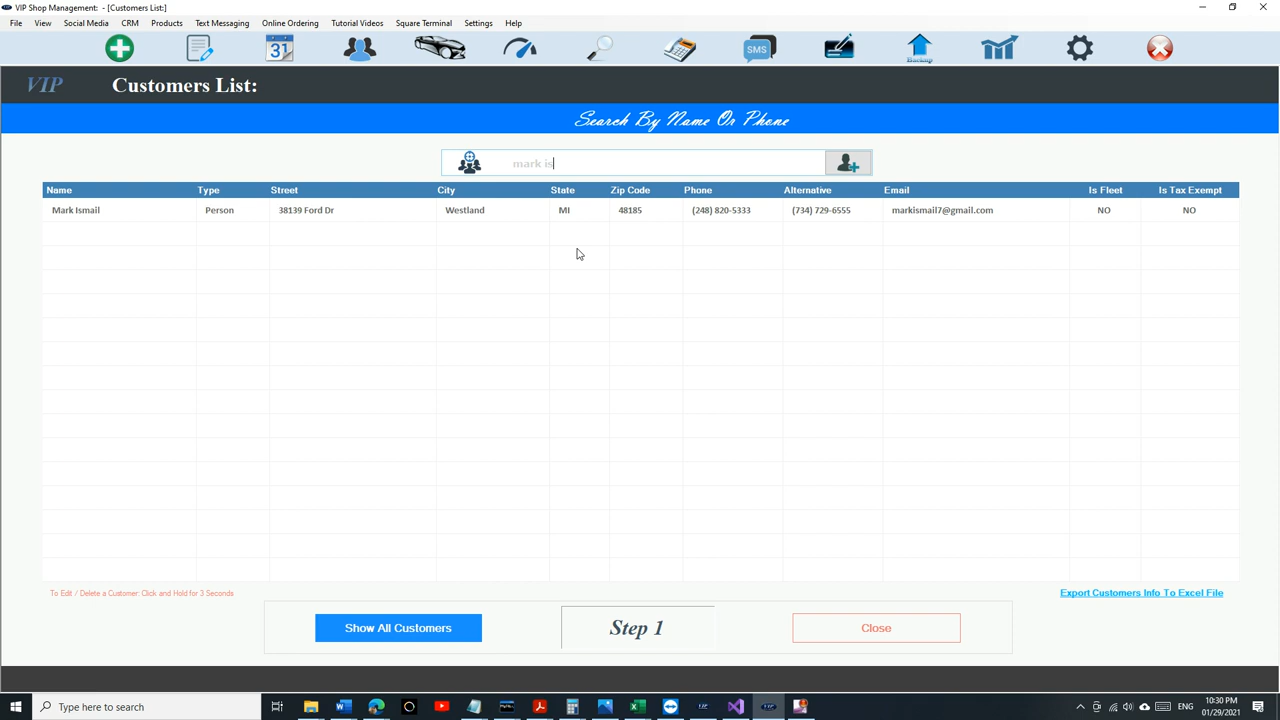 VIP Shop Management: - [Customers List:]
File View Social Media CRM Products Text Messaging Online Ordering Tutorial Videos Square Terminal Settings Help
31 SMS Backup
VIP Customers List:
Search By Name Or Phone
mark is
Name Type Street City State Zip Code Phone Alternative Email Is Fleet Is Tax Exempt
Mark Ismail Person 38139 Ford Dr Westland MI 48185 (248) 820-5333 (734) 729-6555 markismail7@gmail.com NO NO
To Edit / Delete a Customer: Click and Hold for 3 Seconds Export Customers Info To Excel File
Show All Customers Step 1 Close
Type here to search ENG 10:30 PM
01/29/2021